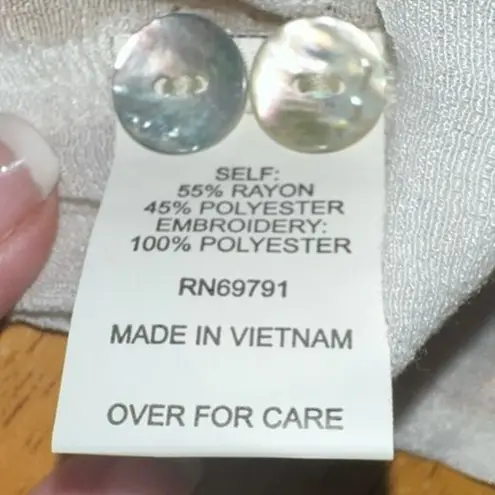 SELF:
55% RAYON
45% POLYESTER
EMBROIDERY:
100% POLYESTER
RN69791
MADE IN VIETNAM
OVER FOR CARE